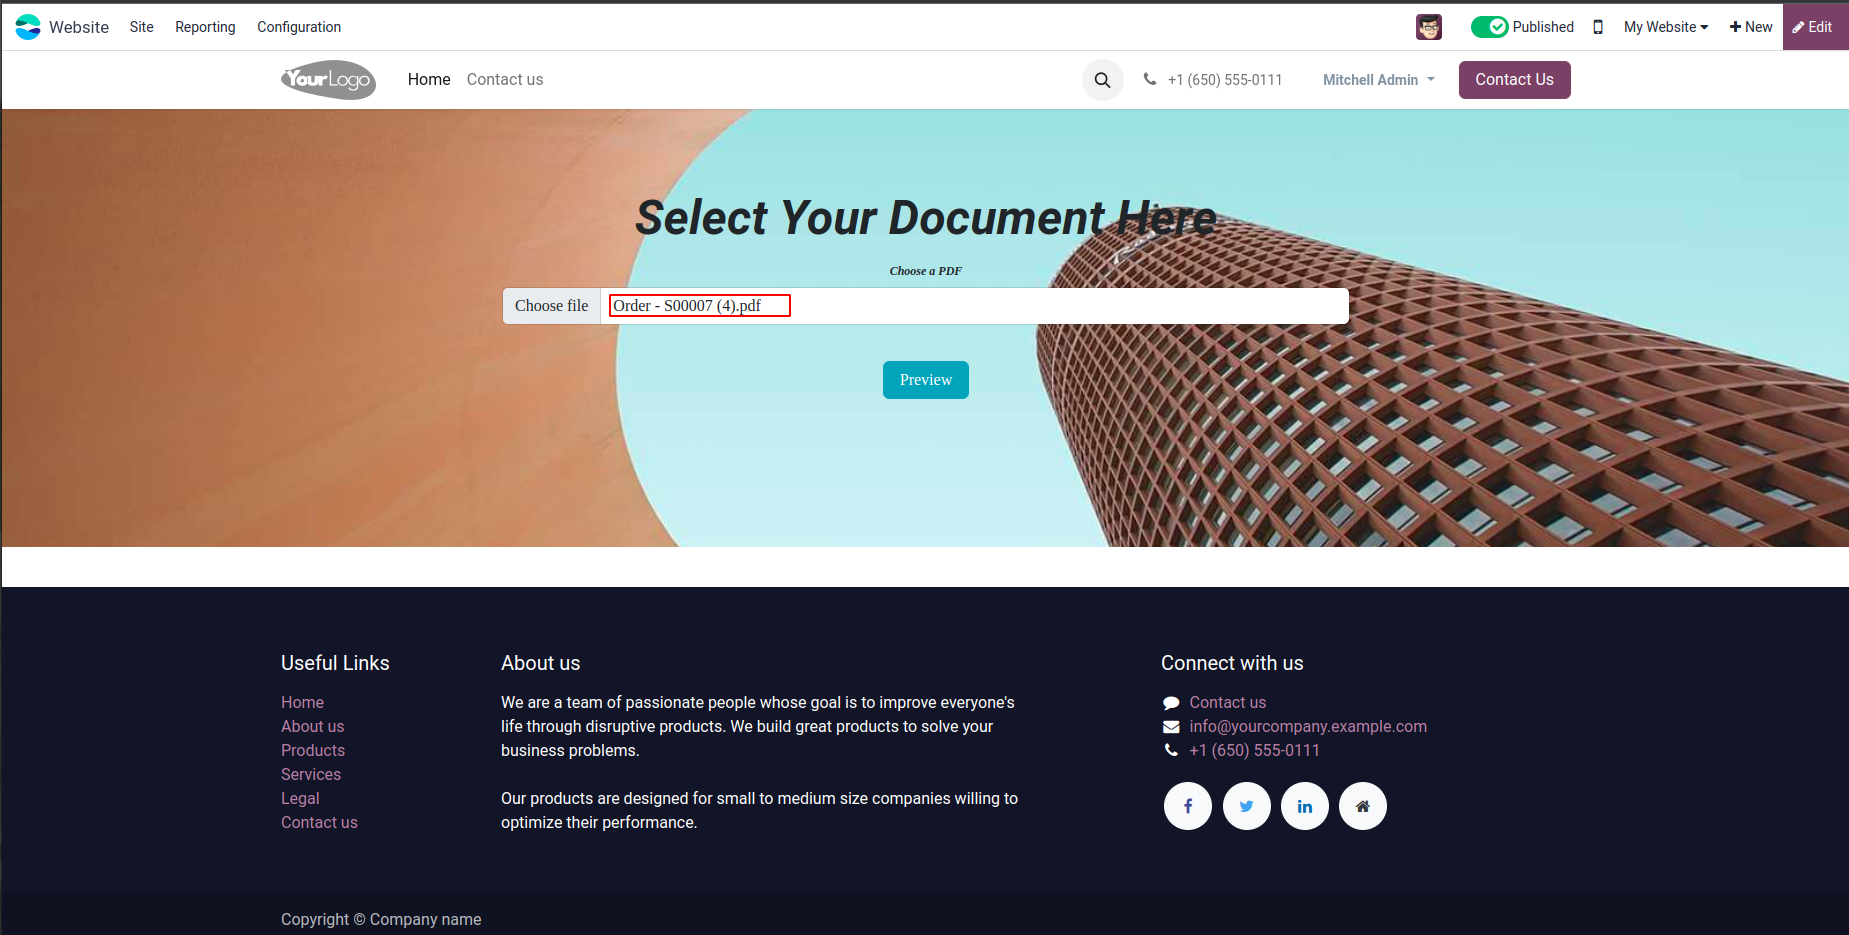 Website Site Reporting Configuration Published My Website New Edit
YourLogo Home Contact us +1 (650) 555-0111 Mitchell Admin Contact Us
Select Your Document Here
Choose a PDF
Choose file Order - S00007 (4).pdf
Preview
Useful Links
Home
About us
Products
Services
Legal
Contact us
About us
We are a team of passionate people whose goal is to improve everyone's
life through disruptive products. We build great products to solve your
business problems.
Our products are designed for small to medium size companies willing to
optimize their performance.
Connect with us
Contact us
info@yourcompany.example.com
+1 (650) 555-0111
Copyright © Company name